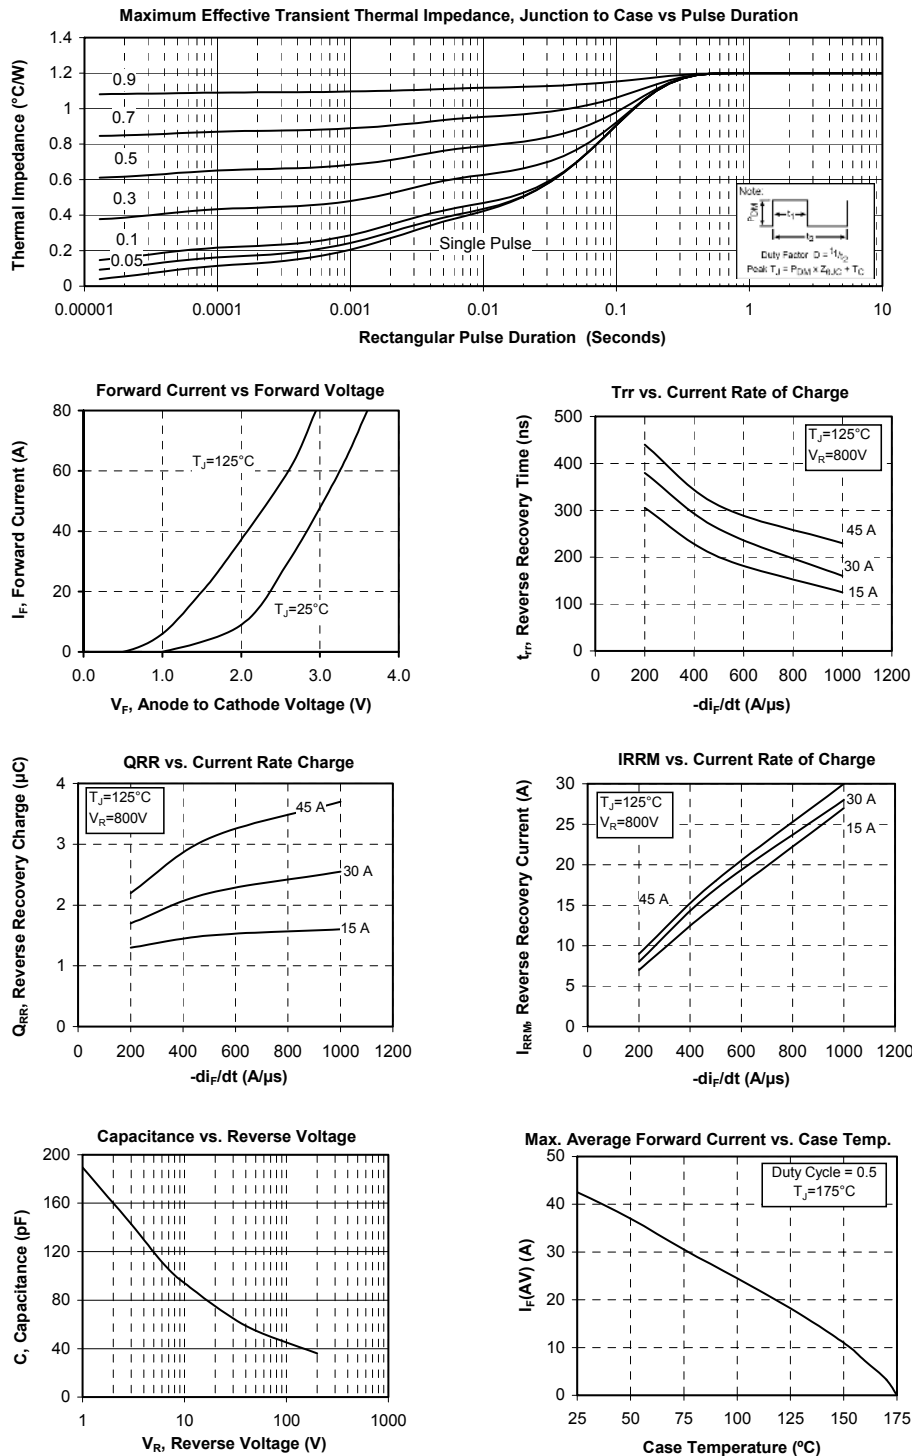 Maximum Effective Transient Thermal Impedance, Junction to Case vs Pulse Duration
Thermal Impedance (°C/W)
1.4
1.2
1
0.8
0.6
0.4
0.2
0
0.9
0.7
0.5
0.3
0.1
0.05
Single Pulse
Note:
PDM
t1
t2
Duty Factor D = t1/t2
Peak TJ = PDM x ZθJC + TC
0.00001 0.0001 0.001 0.01 0.1 1 10
Rectangular Pulse Duration (Seconds)
Forward Current vs Forward Voltage
IF, Forward Current (A)
80
60
40
20
0
TJ=125°C
TJ=25°C
0.0 1.0 2.0 3.0 4.0
VF, Anode to Cathode Voltage (V)
Trr vs. Current Rate of Charge
trr, Reverse Recovery Time (ns)
500
400
300
200
100
0
TJ=125°C
VR=800V
45 A
30 A
15 A
0 200 400 600 800 1000 1200
-diF/dt (A/µs)
QRR vs. Current Rate Charge
QRR, Reverse Recovery Charge (µC)
4
3
2
1
0
TJ=125°C
VR=800V
45 A
30 A
15 A
0 200 400 600 800 1000 1200
-diF/dt (A/µs)
IRRM vs. Current Rate of Charge
IRRM, Reverse Recovery Current (A)
30
25
20
15
10
5
0
TJ=125°C
VR=800V
30 A
15 A
45 A
0 200 400 600 800 1000 1200
-diF/dt (A/µs)
Capacitance vs. Reverse Voltage
C, Capacitance (pF)
200
160
120
80
40
0
1 10 100 1000
VR, Reverse Voltage (V)
Max. Average Forward Current vs. Case Temp.
IF(AV) (A)
50
40
30
20
10
0
Duty Cycle = 0.5
TJ=175°C
25 50 75 100 125 150 175
Case Temperature (ºC)